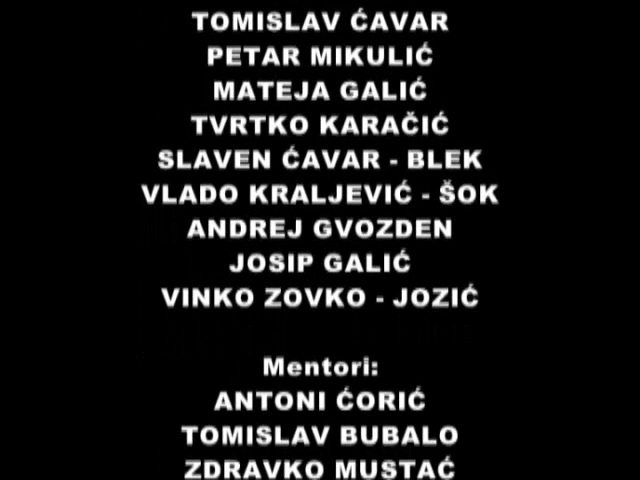 TOMISLAV ĆAVAR
PETAR MIKULIĆ
MATEJA GALIĆ
TVRTKO KARAČIĆ
SLAVEN ĆAVAR - BLEK
VLADO KRALJEVIĆ - ŠOK
ANDREJ GVOZDEN
JOSIP GALIĆ
VINKO ZOVKO - JOZIĆ
Mentori:
ANTONI ĆORIĆ
TOMISLAV BUBALO
ZDRAVKO MUSTAĆ